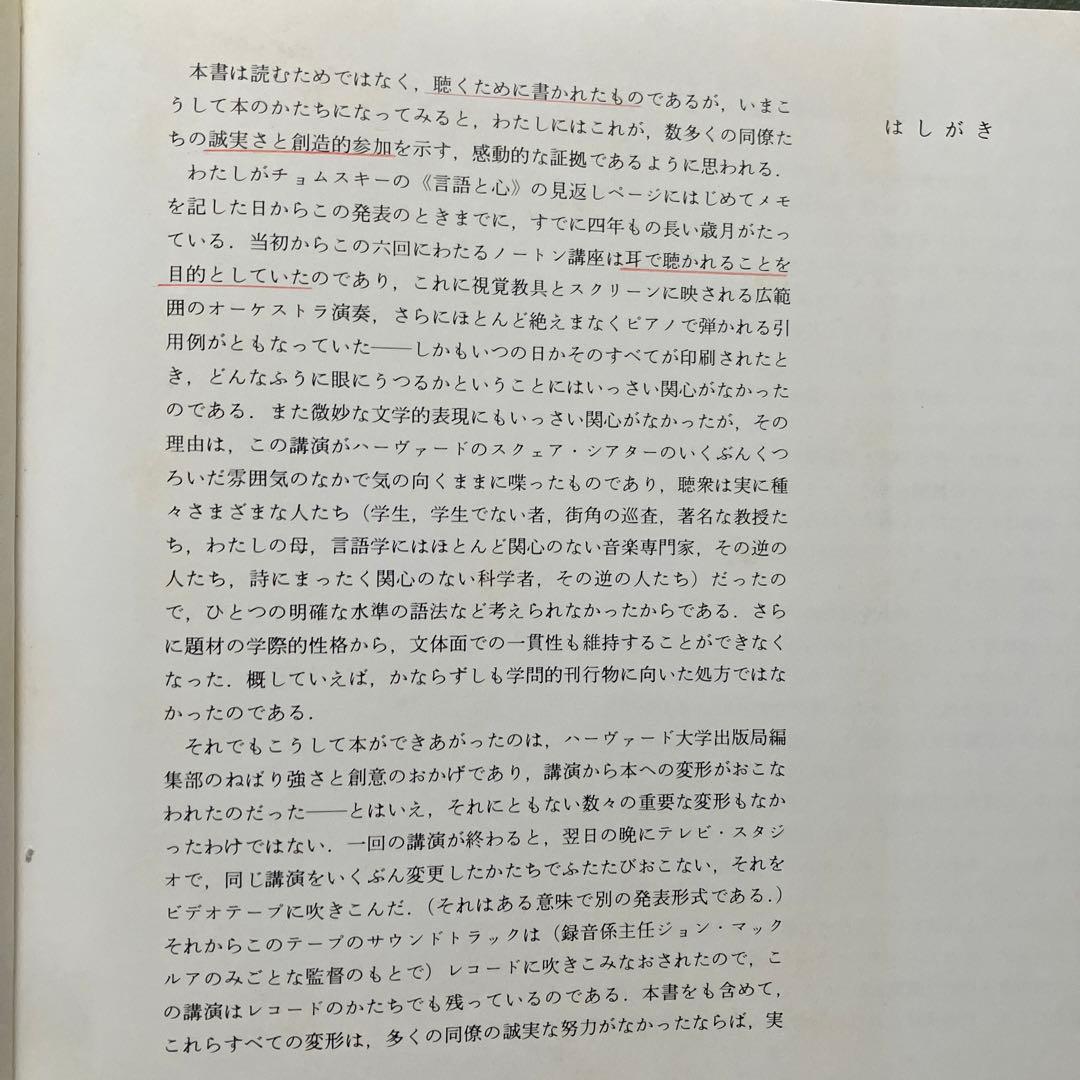 はしがき
本書は読むためではなく，聴くために書かれたものであるが，いまこ
うして本のかたちになってみると，わたしにはこれが，数多くの同僚た
ちの誠実さと創造的参加を示す，感動的な証拠であるように思われる．
わたしがチョムスキーの《言語と心》の見返しページにはじめてメモ
を記した日からこの発表のときまでに，すでに四年もの長い歳月がたっ
ている．当初からこの六回にわたるノートン講座は耳で聴かれることを
目的としていたのであり，これに視覚教具とスクリーンに映される広範
囲のオーケストラ演奏，さらにほとんど絶えまなくピアノで弾かれる引
用例がともなっていた――しかもいつの日かそのすべてが印刷されたと
き，どんなふうに眼にうつるかということにはいっさい関心がなかった
のである．また微妙な文学的表現にもいっさい関心がなかったが，その
理由は，この講演がハーヴァードのスクェア・シアターのいくぶんくつ
ろいだ雰囲気のなかで気の向くままに喋ったものであり，聴衆は実に種
々さまざまな人たち（学生，学生でない者，街角の巡査，著名な教授た
ち，わたしの母，言語学にはほとんど関心のない音楽専門家，その逆の
人たち，詩にまったく関心のない科学者，その逆の人たち）だったの
で，ひとつの明確な水準の語法など考えられなかったからである．さら
に題材の学際的性格から，文体面での一貫性も維持することができなく
なった．概していえば，かならずしも学問的刊行物に向いた処方ではな
かったのである．
それでもこうして本ができあがったのは，ハーヴァード大学出版局編
集部のねばり強さと創意のおかげであり，講演から本への変形がおこな
われたのだった――とはいえ，それにともない数々の重要な変形もなか
ったわけではない．一回の講演が終わると，翌日の晩にテレビ・スタジ
オで，同じ講演をいくぶん変更したかたちでふたたびおこない，それを
ビデオテープに吹きこんだ．（それはある意味で別の発表形式である．）
それからこのテープのサウンドトラックは（録音係主任ジョン・マック
ルアのみごとな監督のもとで）レコードに吹きこみなおされたので，こ
の講演はレコードのかたちでも残っているのである．本書をも含めて，
これらすべての変形は，多くの同僚の誠実な努力がなかったならば，実